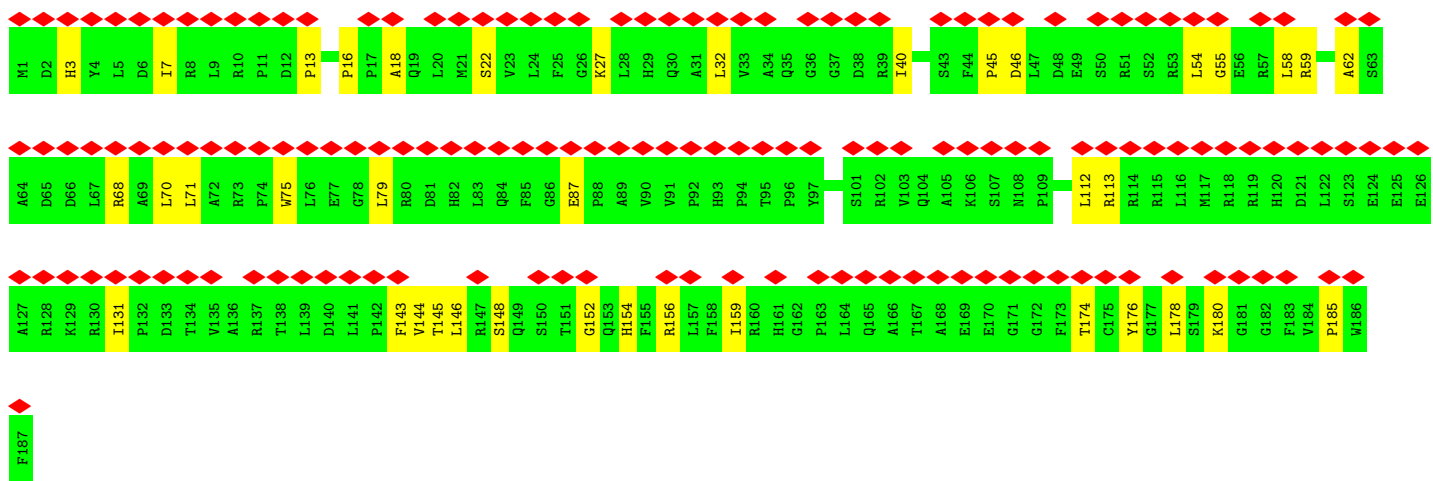 M1 D2 H3 Y4 L5 D6 I7 R8 L9 R10 P11 D12 P13 P16 P17 A18 Q19 L20 M21 S22 V23 L24 F25 G26 K27 L28 H29 Q30 A31 L32 V33 A34 Q35 G36 G37 D38 R39 I40 S43 F44 P45 D46 L47 D48 E49 S50 R51 S52 R53 L54 G55 E56 R57 L58 R59 A62 S63
A64 D65 D66 L67 R68 A69 L70 L71 A72 R73 P74 W75 L76 E77 G78 L79 R80 D81 H82 L83 Q84 F85 G86 E87 P88 A89 V90 V91 P92 H93 P94 T95 P96 Y97 S101 R102 V103 Q104 A105 K106 S107 N108 P109 L112 R113 R114 R115 L116 M117 R118 R119 H120 D121 L122 S123 E124 E125 E126
A127 R128 K129 R130 I131 P132 D133 T134 V135 A136 R137 T138 L139 D140 L141 P142 F143 V144 T145 L146 R147 S148 Q149 S150 T151 G152 Q153 H154 F155 R156 L157 F158 I159 R160 H161 G162 P163 L164 Q165 A166 T167 A168 E169 E170 G171 G172 F173 T174 C175 Y176 G177 L178 S179 K180 G181 G182 F183 V184 P185 W186
F187